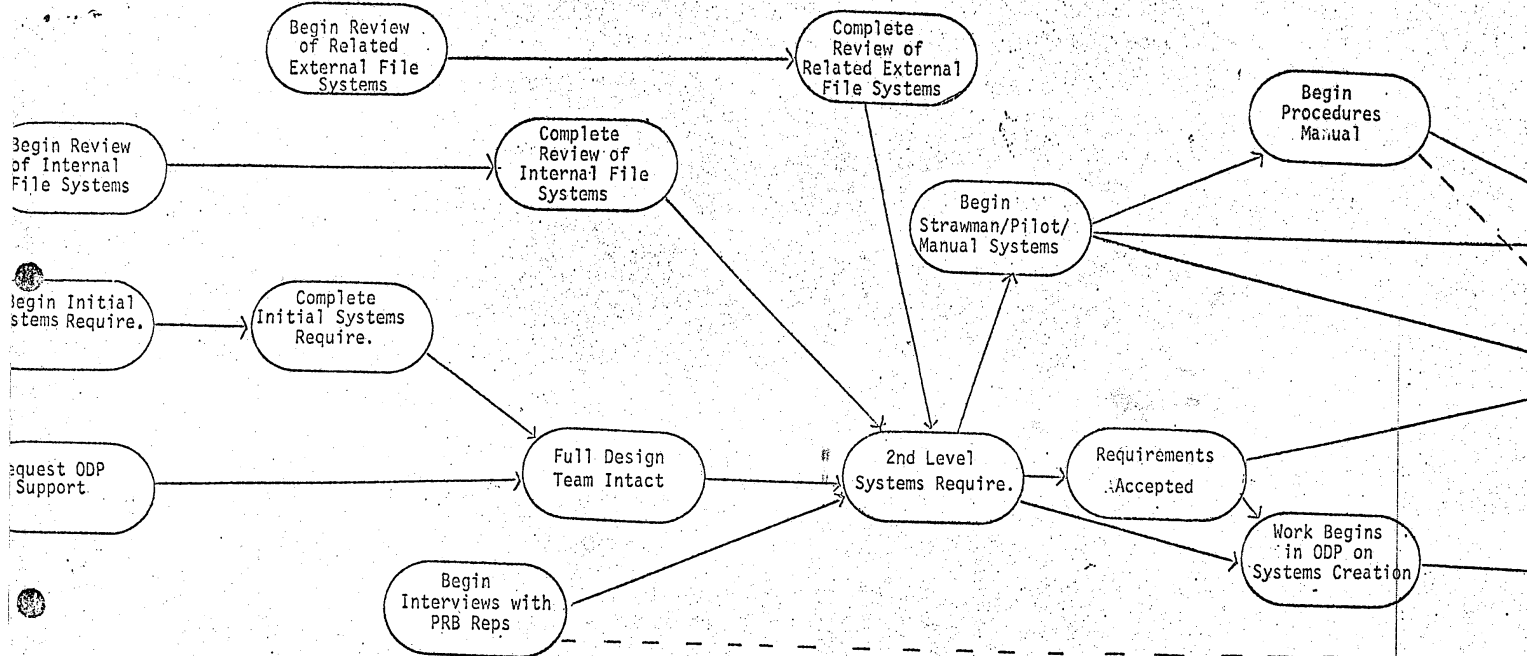 Begin Review
of Related
External File
Systems
Complete
Review of
Related External
File Systems
Begin
Procedures
Manual
Begin Review
of Internal
File Systems
Complete
Review of
Internal File
Systems
Begin
Strawman/Pilot/
Manual Systems
Begin Initial
stems Require.
Complete
Initial Systems
Require.
equest ODP
Support
Full Design
Team Intact
2nd Level
Systems Require.
Requirements
Accepted
Work Begins
in ODP on
Systems Creation
Begin
Interviews with
PRB Reps